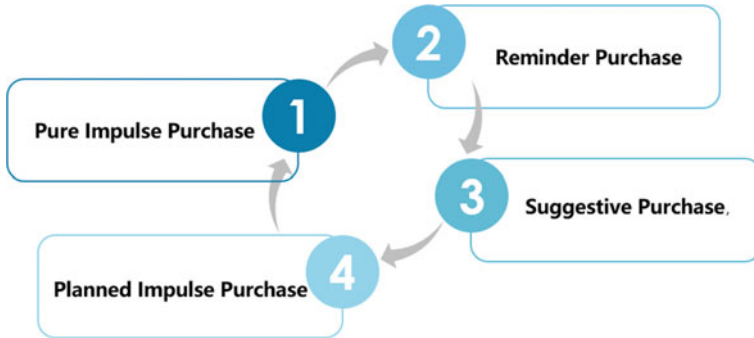 1
Pure Impulse Purchase
2
Reminder Purchase
3
Suggestive Purchase,
4
Planned Impulse Purchase